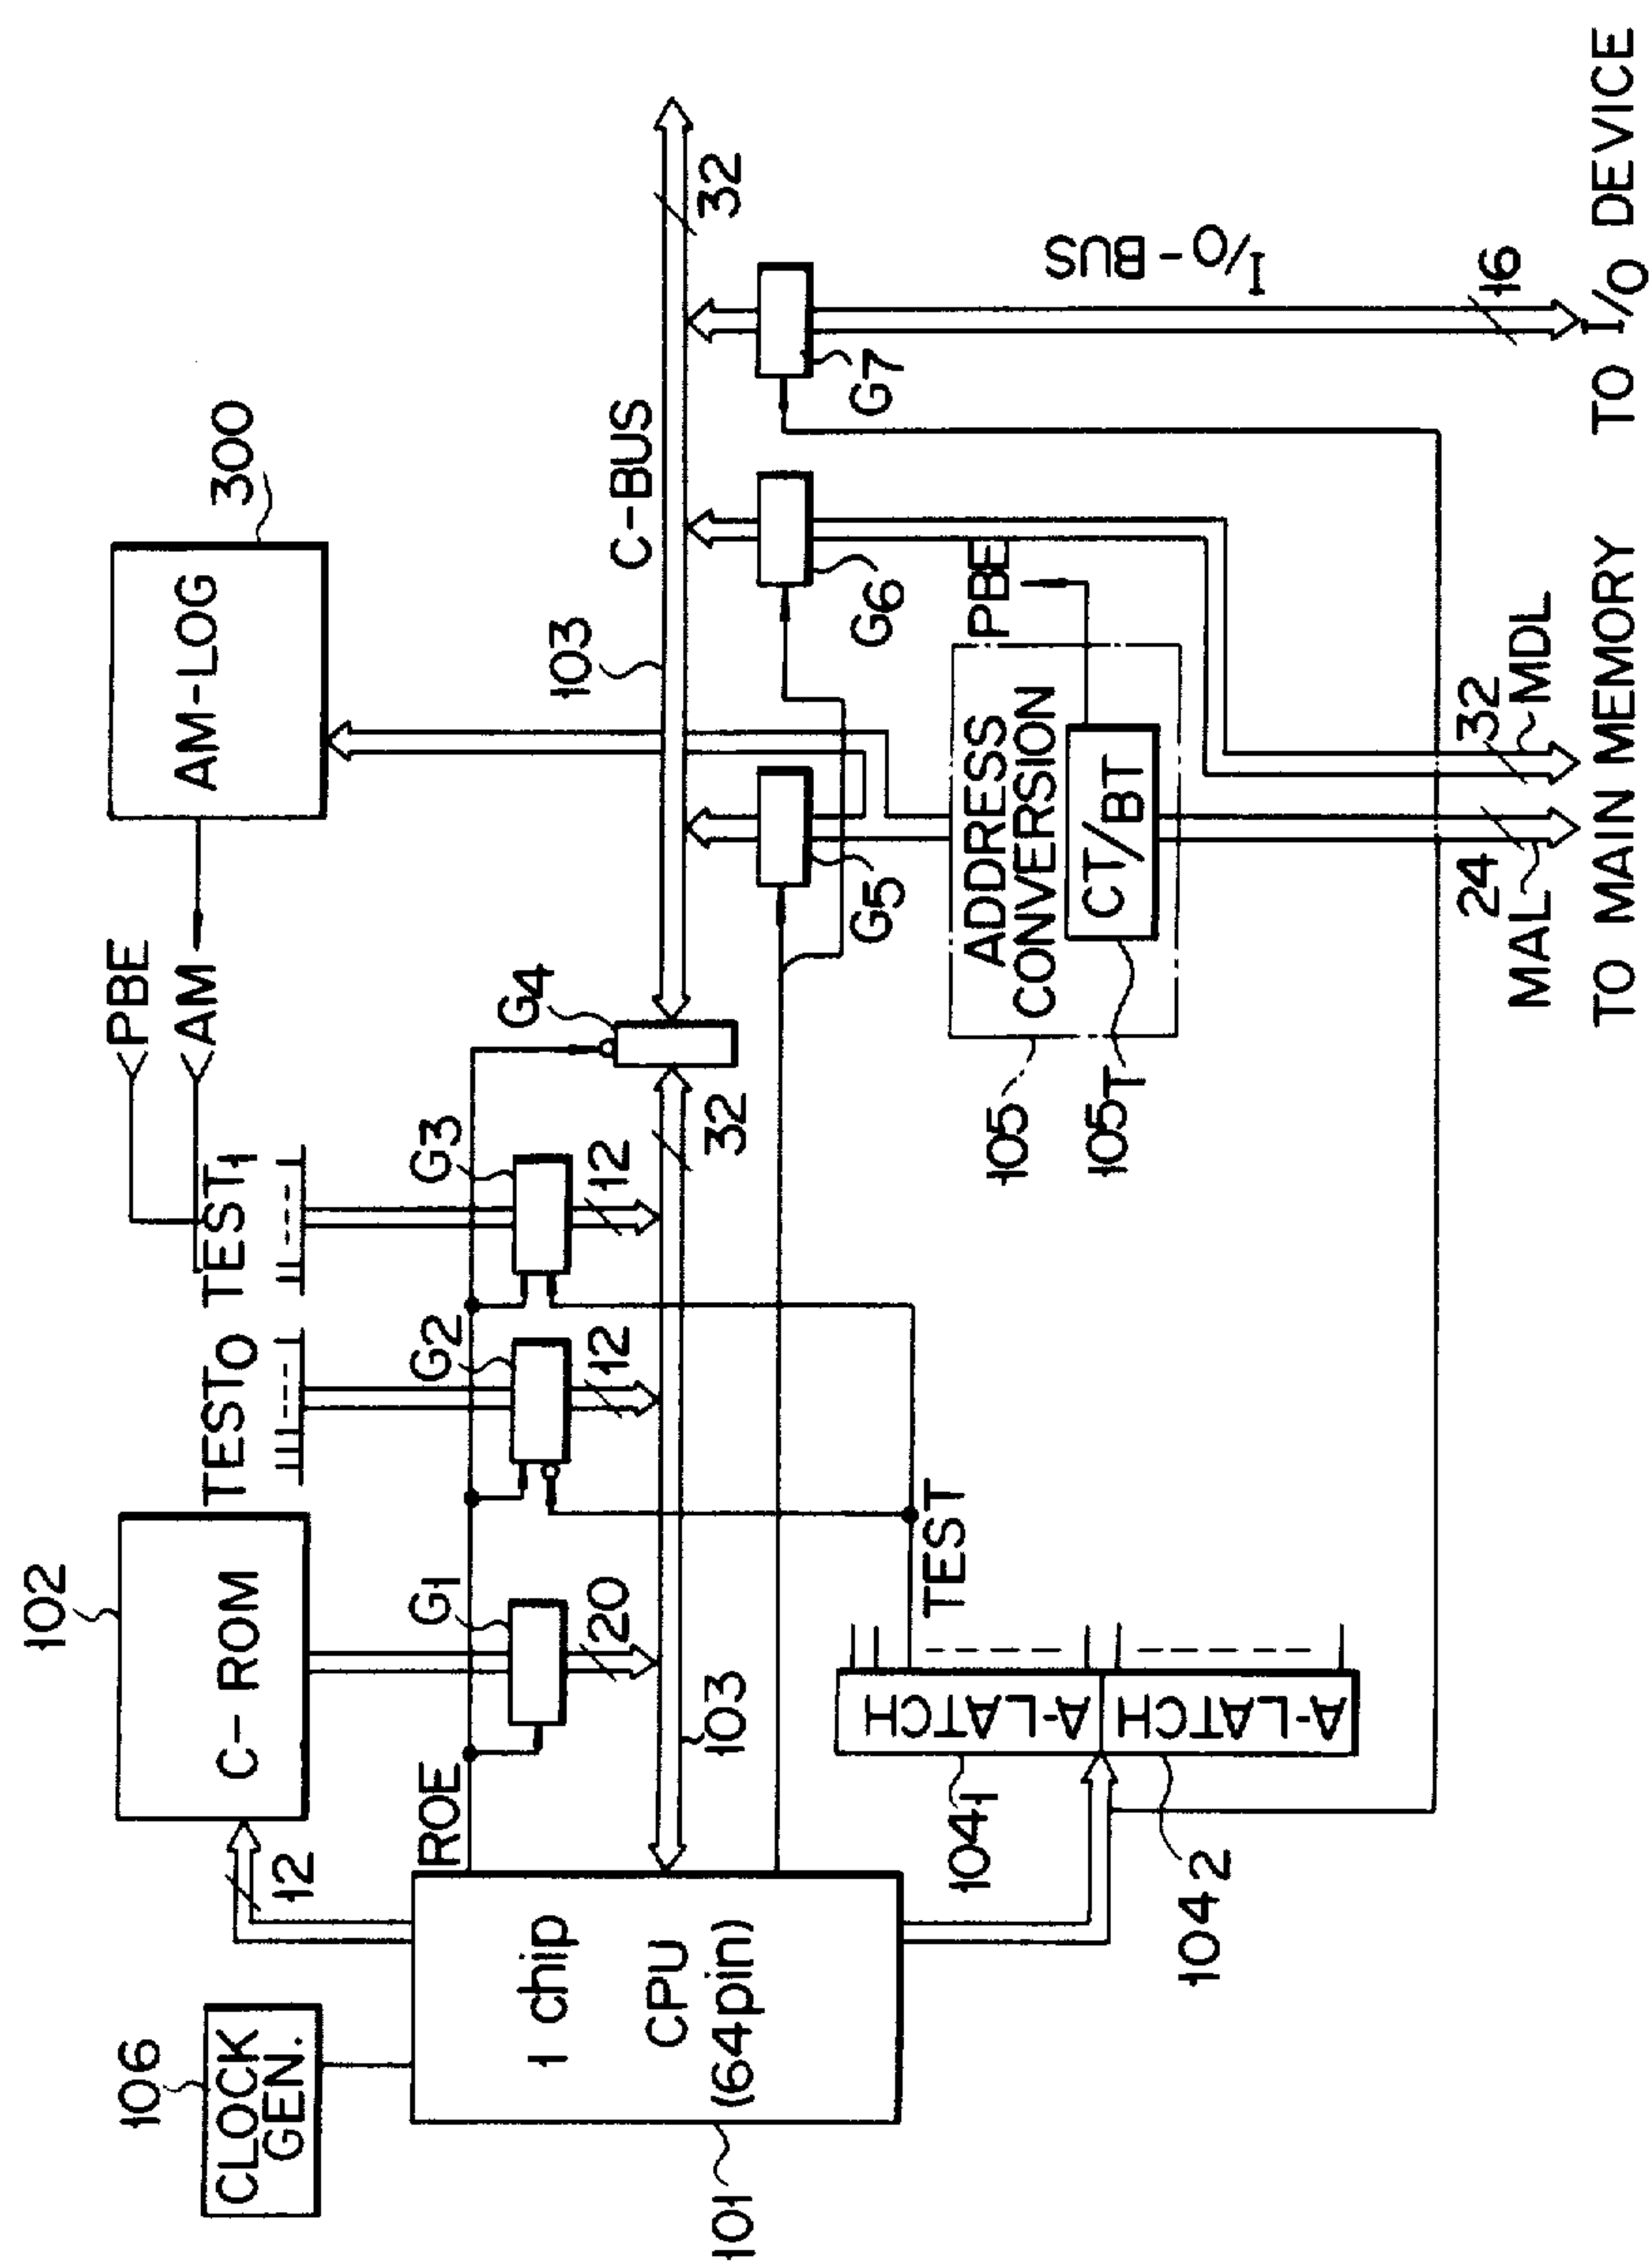 106
CLOCK
GEN.
102
C-ROM
12
PBE
AM
AM-LOG
300
TEST0
TEST1
ROE
G1
20
G2
12
G3
12
G4
C-BUS
103
103
32
32
101
1 chip
CPU
(64pin)
TEST
A-LATCH
A-LATCH
1041
1042
G5
G6
G7
PBE
ADDRESS
CONVERSION
CT/BT
105
105T
I/O-BUS
16
24
MAL
32
MDL
TO MAIN MEMORY
TO I/O DEVICE